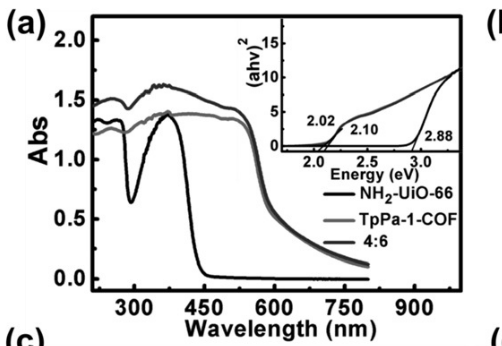 (a)
2.0
1.5
1.0
0.5
0.0
Abs
300 450 600 750 900
Wavelength (nm)
(ahv)²
15
10
5
0
2.0 2.5 3.0
Energy (eV)
2.02
2.10
2.88
NH₂-UiO-66
TpPa-1-COF
4:6
(c)